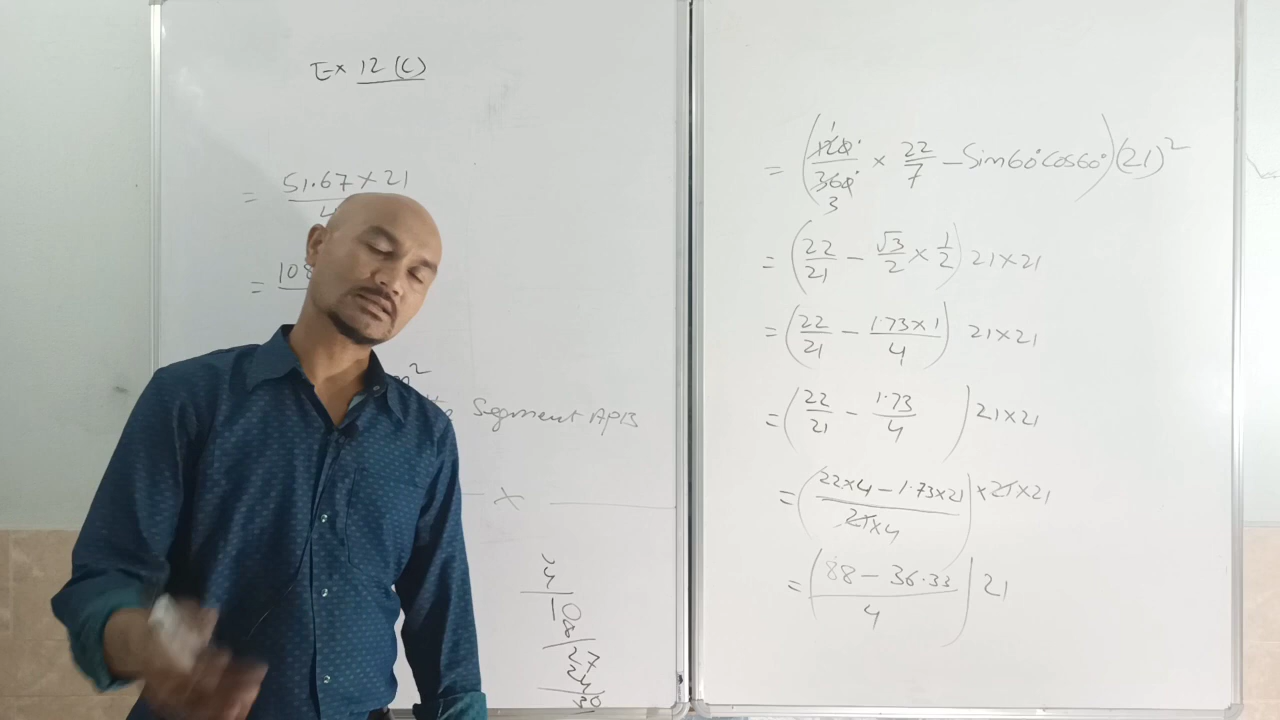 Ex 12 (C)
= 51.67 × 21
= 108
Segment APB
×
= (120°/360° × 22/7 − Sin60° Cos60°) (21)²
1
3
= (22/21 − √3/2 × 1/2) 21 × 21
= (22/21 − 1.73 × 1/4) 21 × 21
= (22/21 − 1.73/4) 21 × 21
= (22×4 − 1.73×21/21×4) × 21 × 21
= (88 − 36.33/4) 21